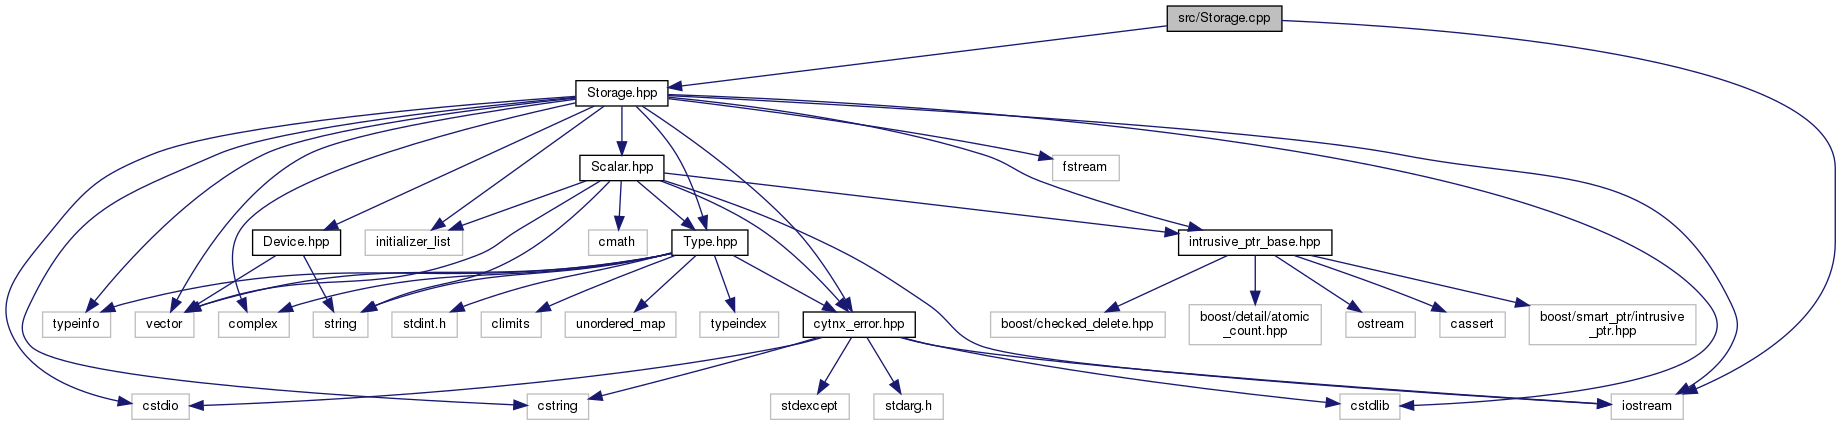 src/Storage.cpp
Storage.hpp
Scalar.hpp
fstream
Device.hpp
initializer_list
cmath
Type.hpp
intrusive_ptr_base.hpp
typeinfo
vector
complex
string
stdint.h
climits
unordered_map
typeindex
cytnx_error.hpp
boost/checked_delete.hpp
boost/detail/atomic
_count.hpp
ostream
cassert
boost/smart_ptr/intrusive
_ptr.hpp
cstdio
cstring
stdexcept
stdarg.h
cstdlib
iostream